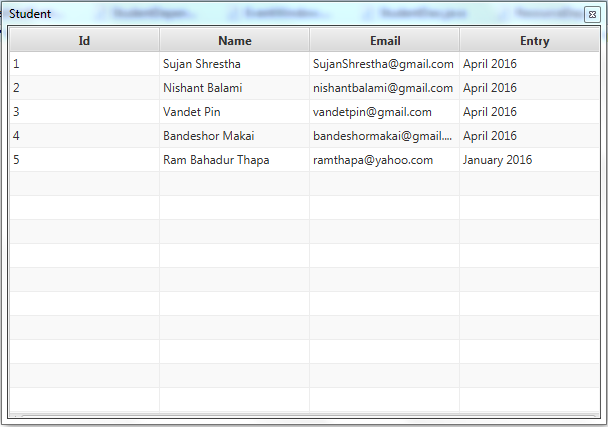 Student
Id Name Email Entry
1 Sujan Shrestha SujanShrestha@gmail.com April 2016
2 Nishant Balami nishantbalami@gmail.com April 2016
3 Vandet Pin vandetpin@gmail.com April 2016
4 Bandeshor Makai bandeshormakai@gmail.... April 2016
5 Ram Bahadur Thapa ramthapa@yahoo.com January 2016